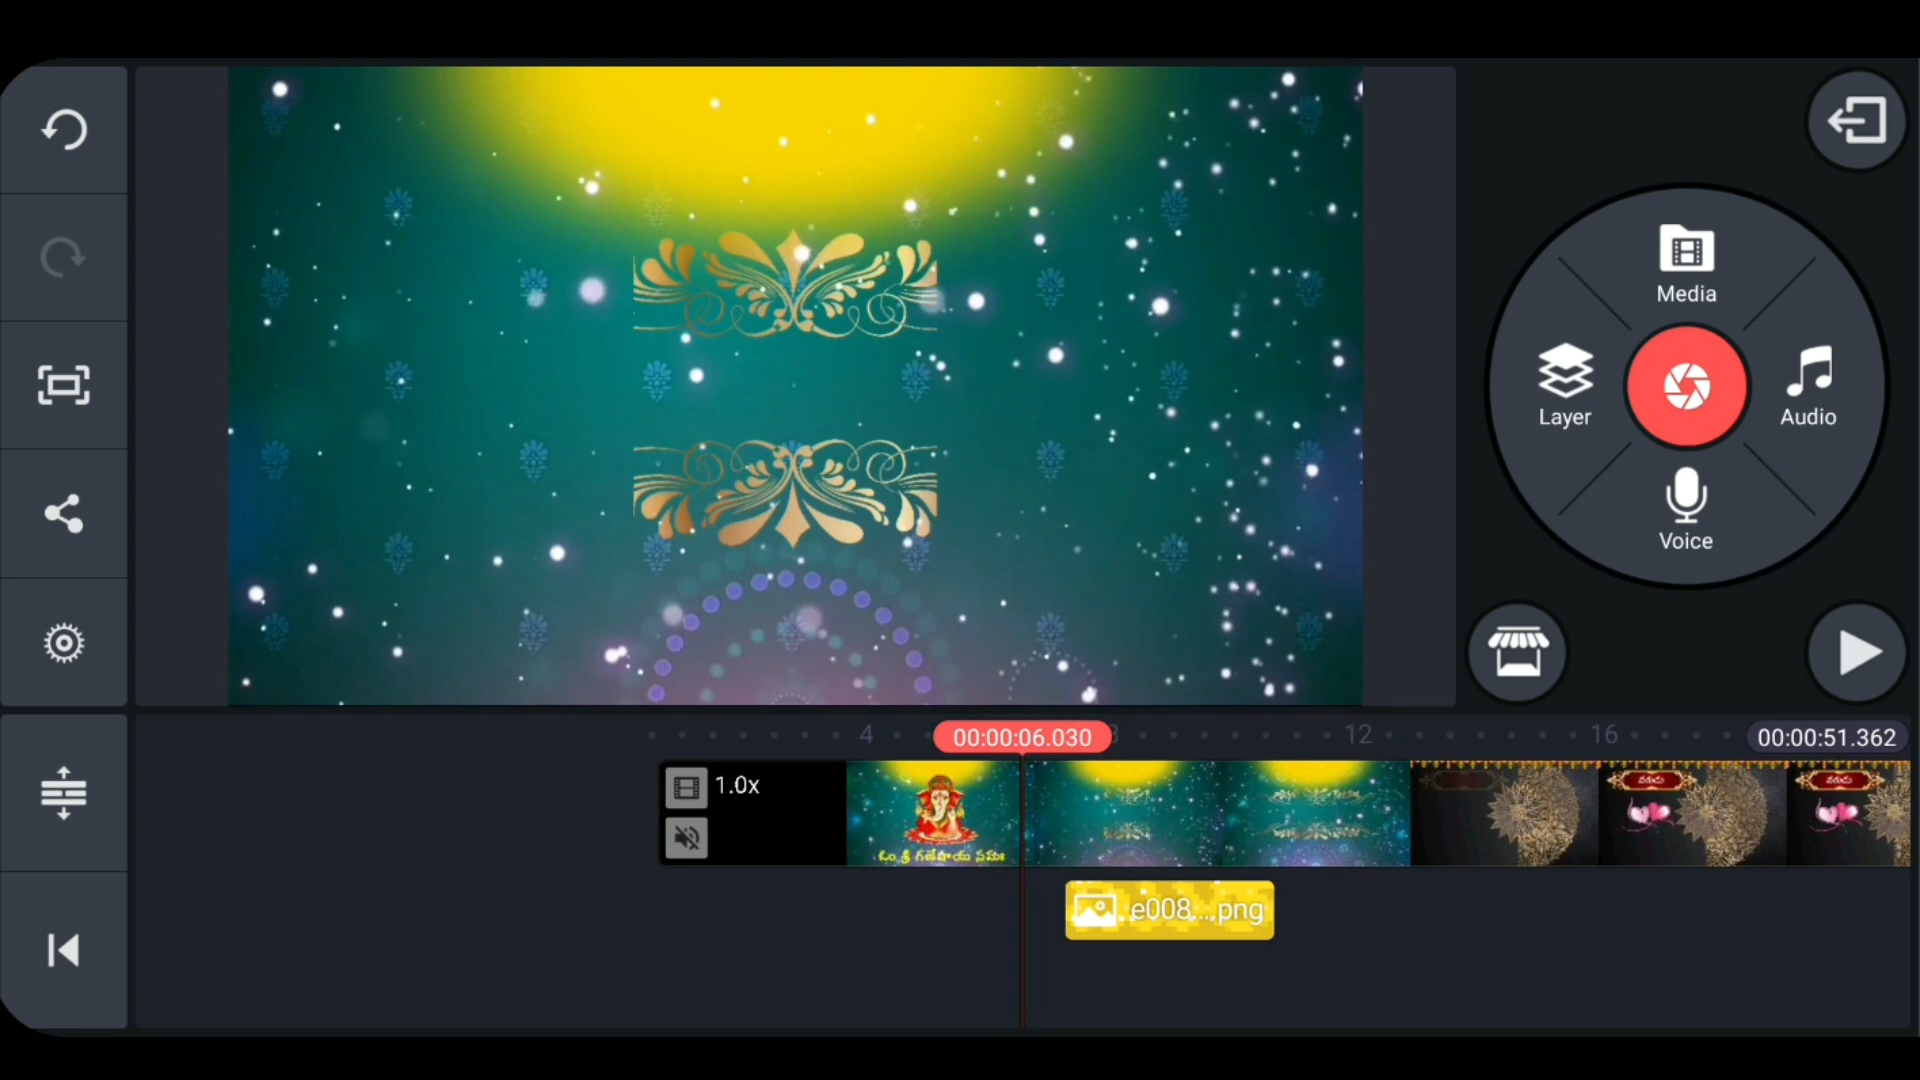 Media
Layer
Audio
Voice
4
00:00:06.030
12
16
00:00:51.362
1.0x
ఓం శ్రీ గణేషాయ నమః
వరుడు
వరుడు
e008....png